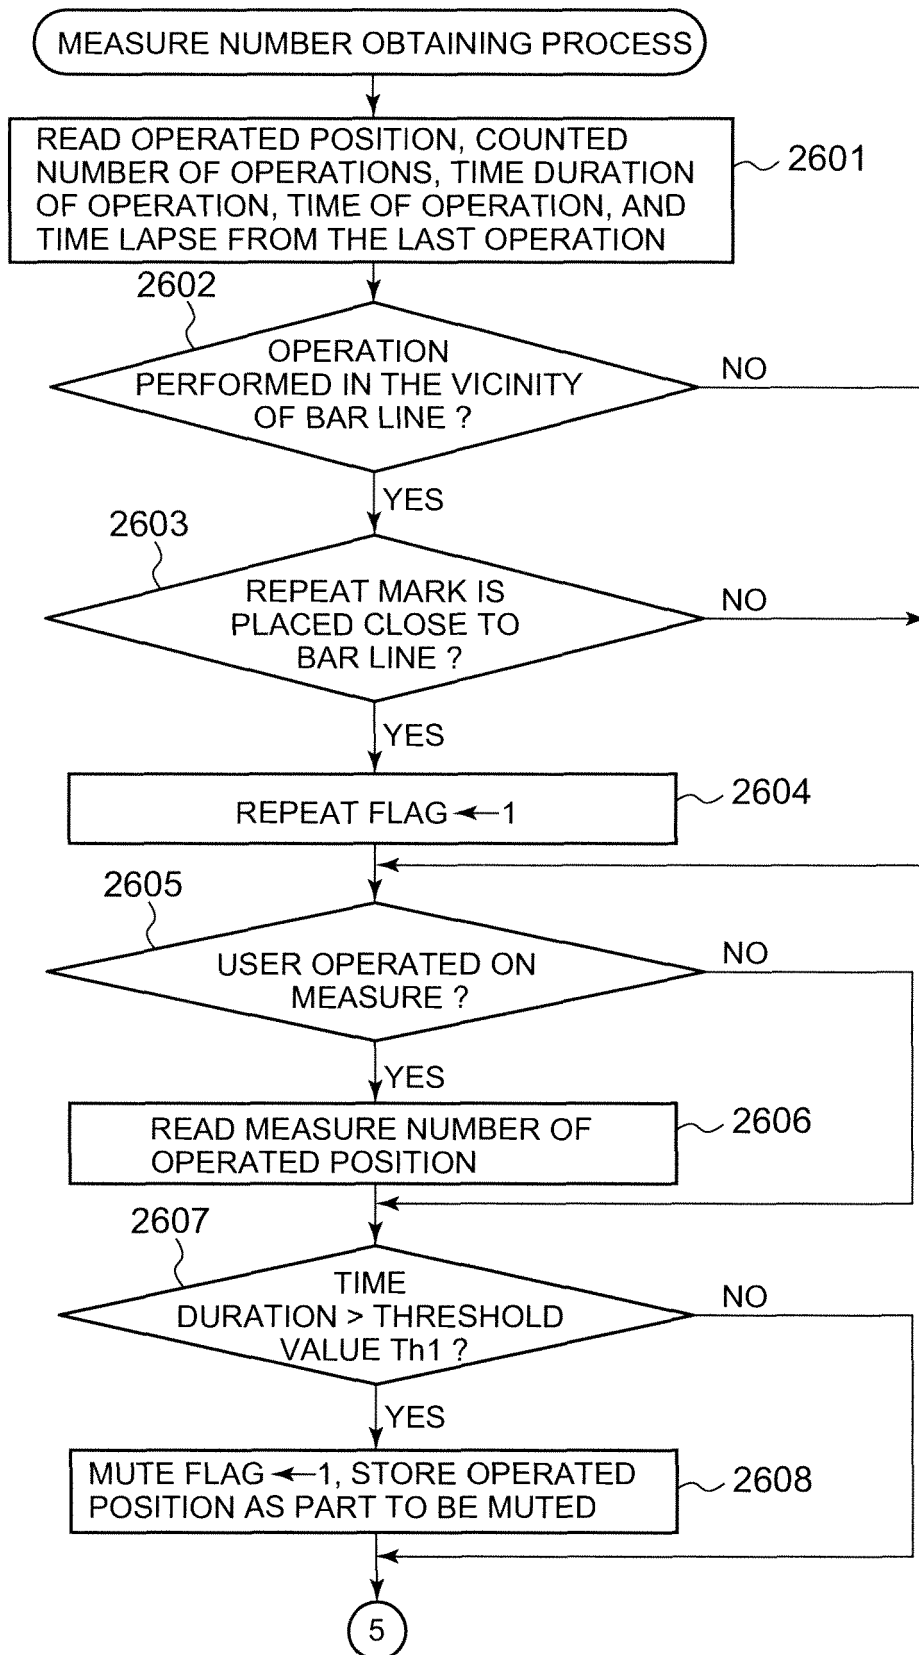 MEASURE NUMBER OBTAINING PROCESS
READ OPERATED POSITION, COUNTED
NUMBER OF OPERATIONS, TIME DURATION
OF OPERATION, TIME OF OPERATION, AND
TIME LAPSE FROM THE LAST OPERATION
2601
2602
OPERATION
PERFORMED IN THE VICINITY
OF BAR LINE ?
NO
YES
2603
REPEAT MARK IS
PLACED CLOSE TO
BAR LINE ?
NO
YES
REPEAT FLAG ←1
2604
2605
USER OPERATED ON
MEASURE ?
NO
YES
READ MEASURE NUMBER OF
OPERATED POSITION
2606
2607
TIME
DURATION > THRESHOLD
VALUE Th1 ?
NO
YES
MUTE FLAG ←1, STORE OPERATED
POSITION AS PART TO BE MUTED
2608
5